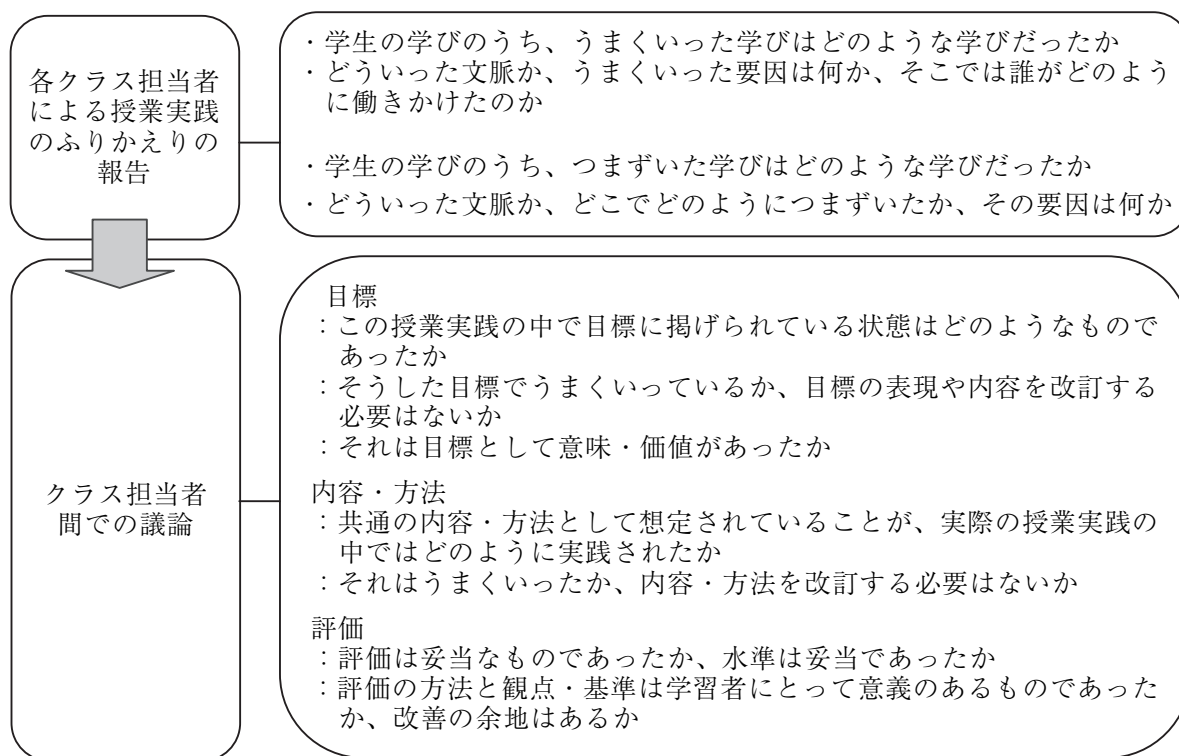 各クラス担当者
による授業実践
のふりかえりの
報告
・学生の学びのうち、うまくいった学びはどのような学びだったか
・どういった文脈か、うまくいった要因は何か、そこでは誰がどのよう
に働きかけたのか
・学生の学びのうち、つまずいた学びはどのような学びだったか
・どういった文脈か、どこでどのようにつまずいたか、その要因は何か
クラス担当者
間での議論
目標
：この授業実践の中で目標に掲げられている状態はどのようなもので
あったか
：そうした目標でうまくいっているか、目標の表現や内容を改訂する
必要はないか
：それは目標として意味・価値があったか
内容・方法
：共通の内容・方法として想定されていることが、実際の授業実践の
中ではどのように実践されたか
：それはうまくいったか、内容・方法を改訂する必要はないか
評価
：評価は妥当なものであったか、水準は妥当であったか
：評価の方法と観点・基準は学習者にとって意義のあるものであった
か、改善の余地はあるか